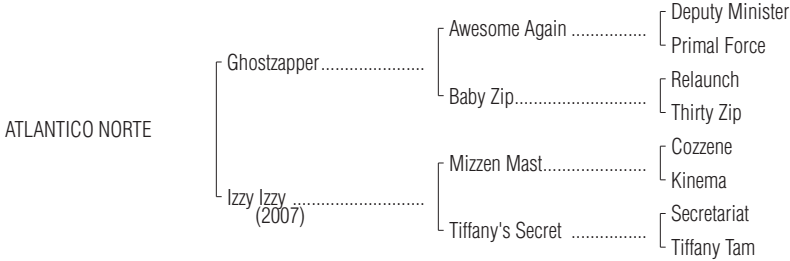 Deputy Minister
Awesome Again ................
Primal Force
Ghostzapper......................
Relaunch
Baby Zip............................
Thirty Zip
ATLANTICO NORTE
Cozzene
Mizzen Mast......................
Kinema
Izzy Izzy ............................
(2007)
Secretariat
Tiffany's Secret ................
Tiffany Tam